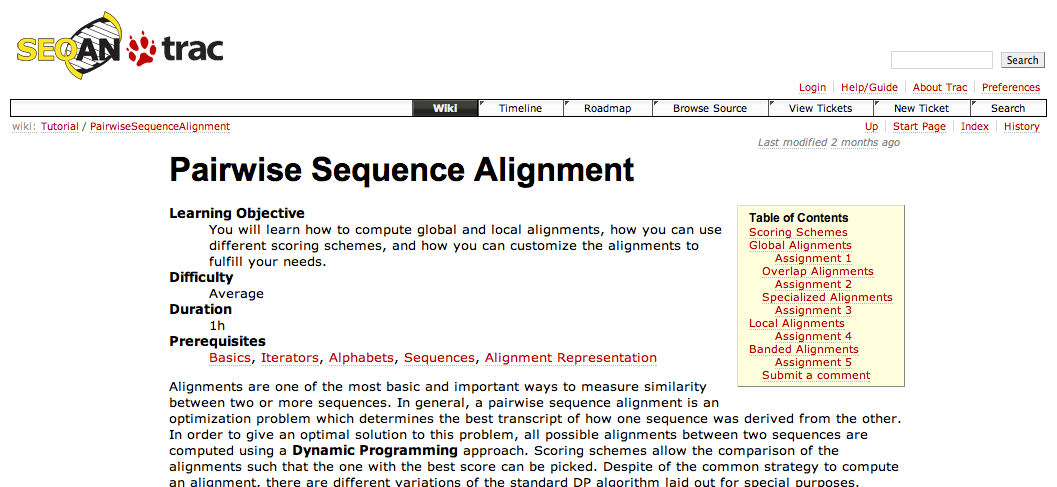 SEQAN trac
Search
Login Help/Guide About Trac Preferences
Wiki Timeline Roadmap Browse Source View Tickets New Ticket Search
wiki: Tutorial / PairwiseSequenceAlignment
Up Start Page Index History
Last modified 2 months ago
Pairwise Sequence Alignment
Learning Objective
You will learn how to compute global and local alignments, how you can use
different scoring schemes, and how you can customize the alignments to
fulfill your needs.
Difficulty
Average
Duration
1h
Prerequisites
Basics, Iterators, Alphabets, Sequences, Alignment Representation
Table of Contents
Scoring Schemes
Global Alignments
Assignment 1
Overlap Alignments
Assignment 2
Specialized Alignments
Assignment 3
Local Alignments
Assignment 4
Banded Alignments
Assignment 5
Submit a comment
Alignments are one of the most basic and important ways to measure similarity
between two or more sequences. In general, a pairwise sequence alignment is an
optimization problem which determines the best transcript of how one sequence was derived from the other.
In order to give an optimal solution to this problem, all possible alignments between two sequences are
computed using a Dynamic Programming approach. Scoring schemes allow the comparison of the
alignments such that the one with the best score can be picked. Despite of the common strategy to compute
an alignment, there are different variations of the standard DP algorithm laid out for special purposes.